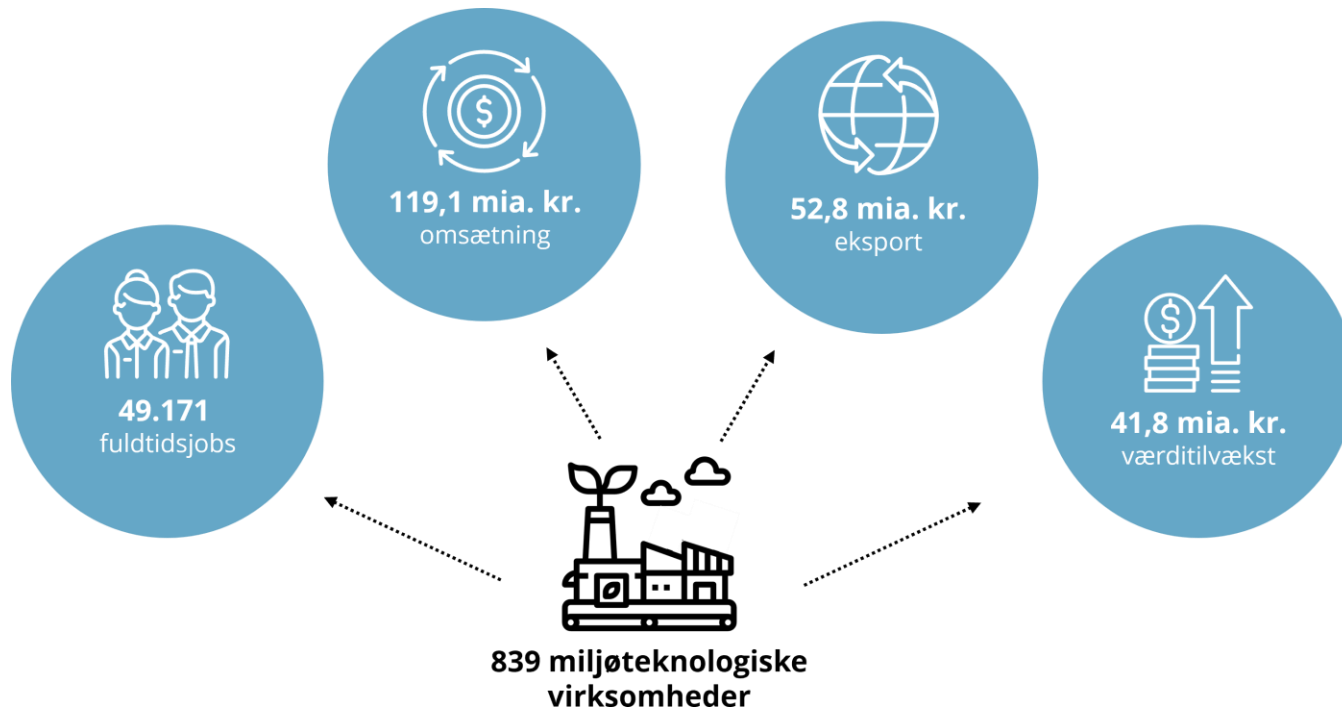 119,1 mia. kr.
omsætning
52,8 mia. kr.
eksport
49.171
fuldtidsjobs
41,8 mia. kr.
værditilvækst
839 miljøteknologiske
virksomheder